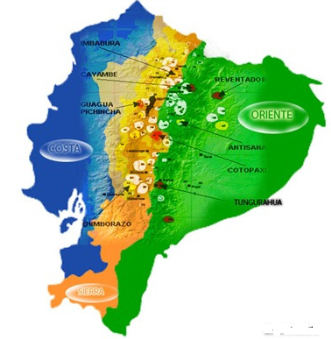 IMBABURA
CAYAMBE
REVENTADOR
GUAGUA
PICHINCHA
ORIENTE
COSTA
ANTISANA
COTOPAXI
TUNGURAHUA
CHIMBORAZO
SIERRA